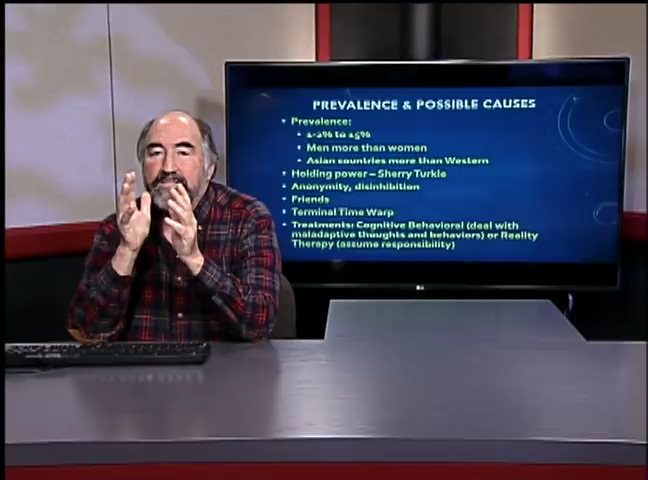 PREVALENCE & POSSIBLE CAUSES
• Prevalence:
• 1-2% to 15%
• Men more than women
• Asian countries more than Western
• Holding power – Sherry Turkle
• Anonymity, disinhibition
• Friends
• Terminal Time Warp
• Treatments: Cognitive Behavioral (deal with
maladaptive thoughts and behaviors) or Reality
Therapy (assume responsibility)
LG